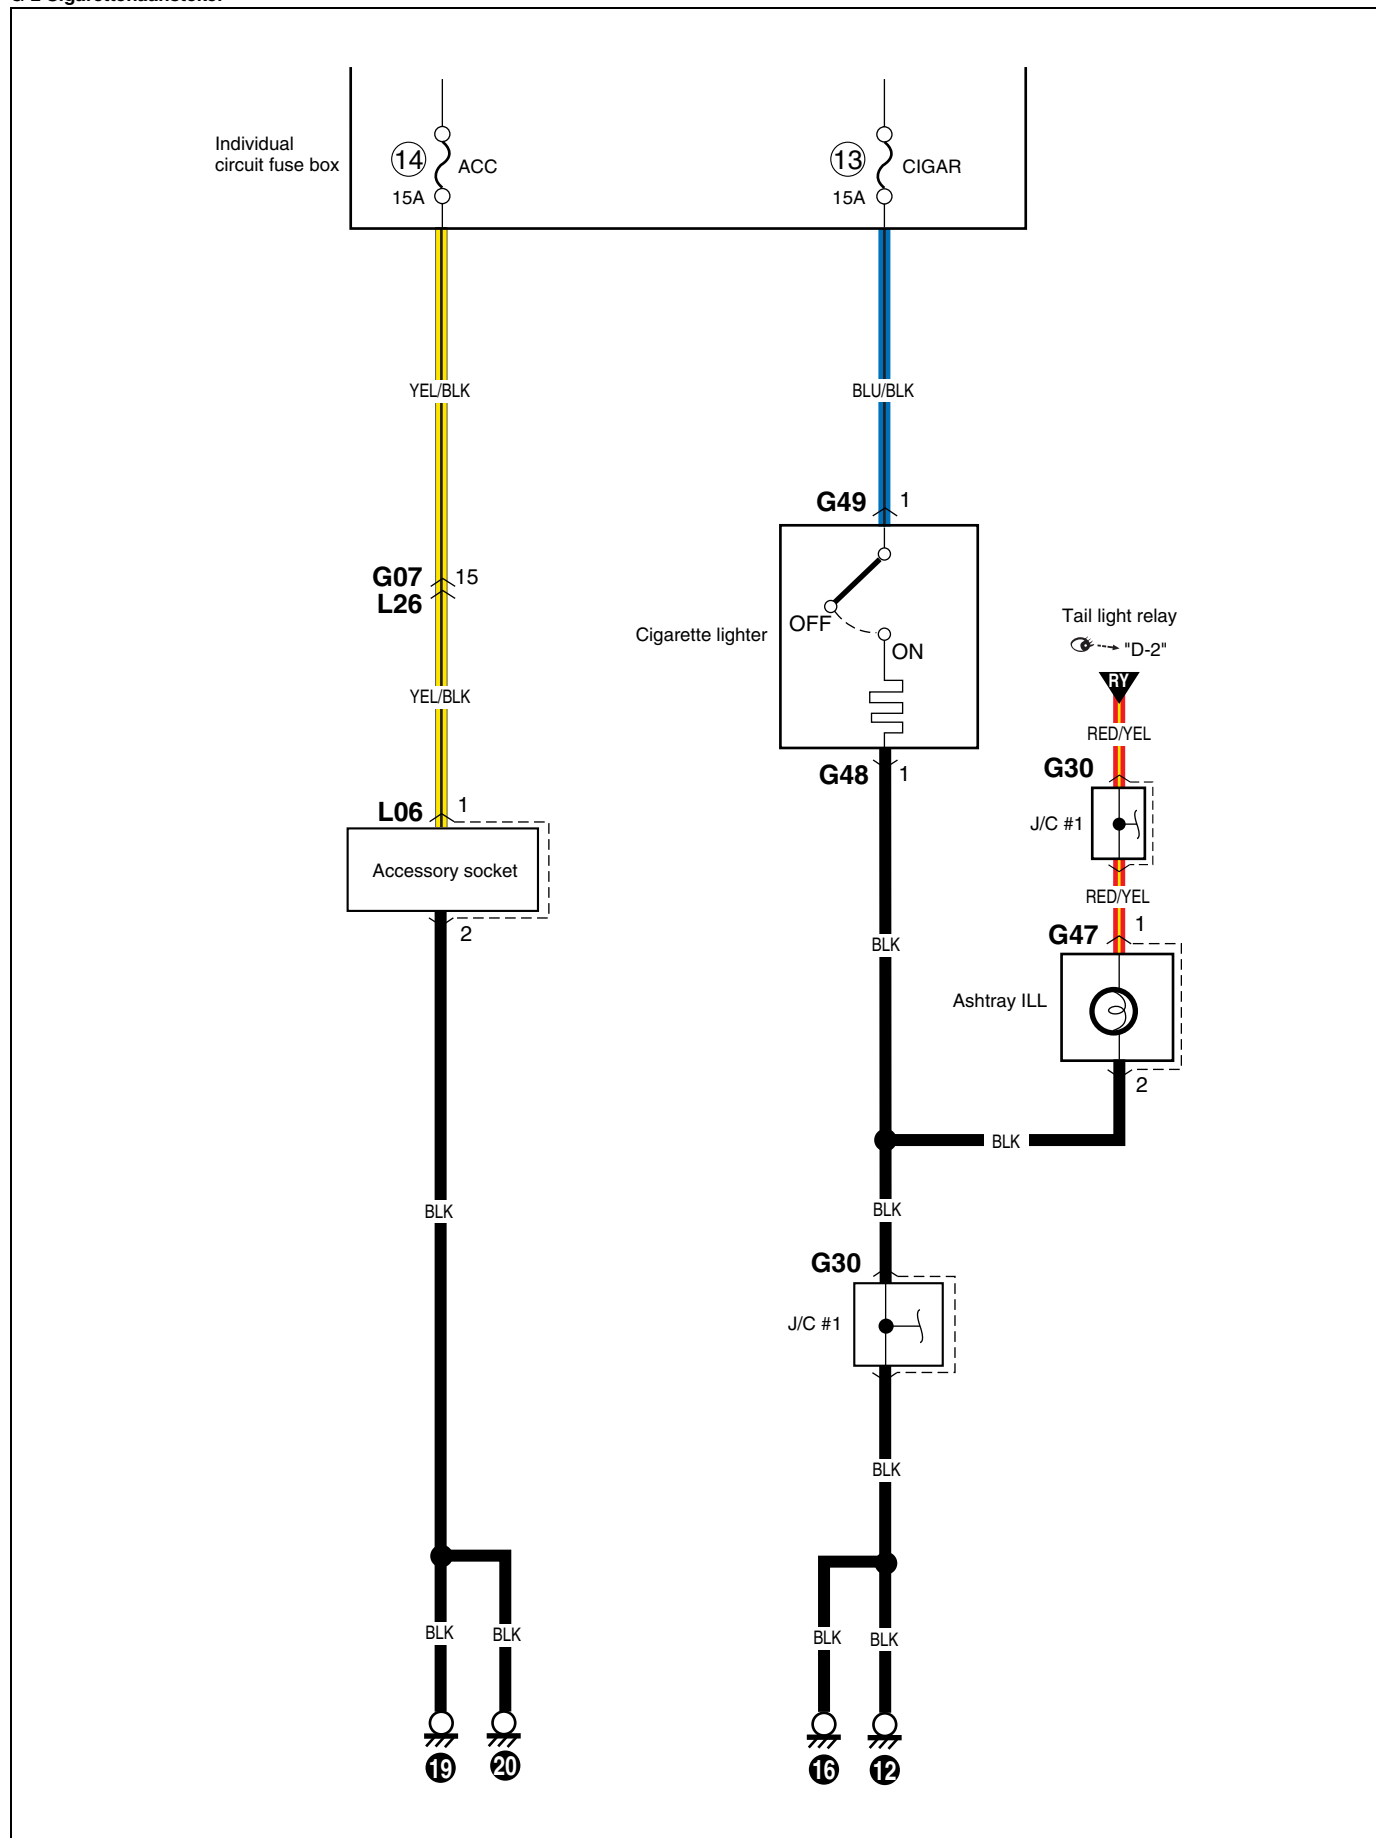 Individual
circuit fuse box
14
ACC
15A
13
CIGAR
15A
YEL/BLK
BLU/BLK
G49
1
G07
15
L26
OFF
ON
Cigarette lighter
Tail light relay
"D-2"
RY
YEL/BLK
RED/YEL
G48
1
G30
L06
1
J/C #1
Accessory socket
RED/YEL
2
G47
1
BLK
Ashtray ILL
2
BLK
BLK
BLK
G30
J/C #1
BLK
BLK
BLK
BLK
BLK
19
20
16
12